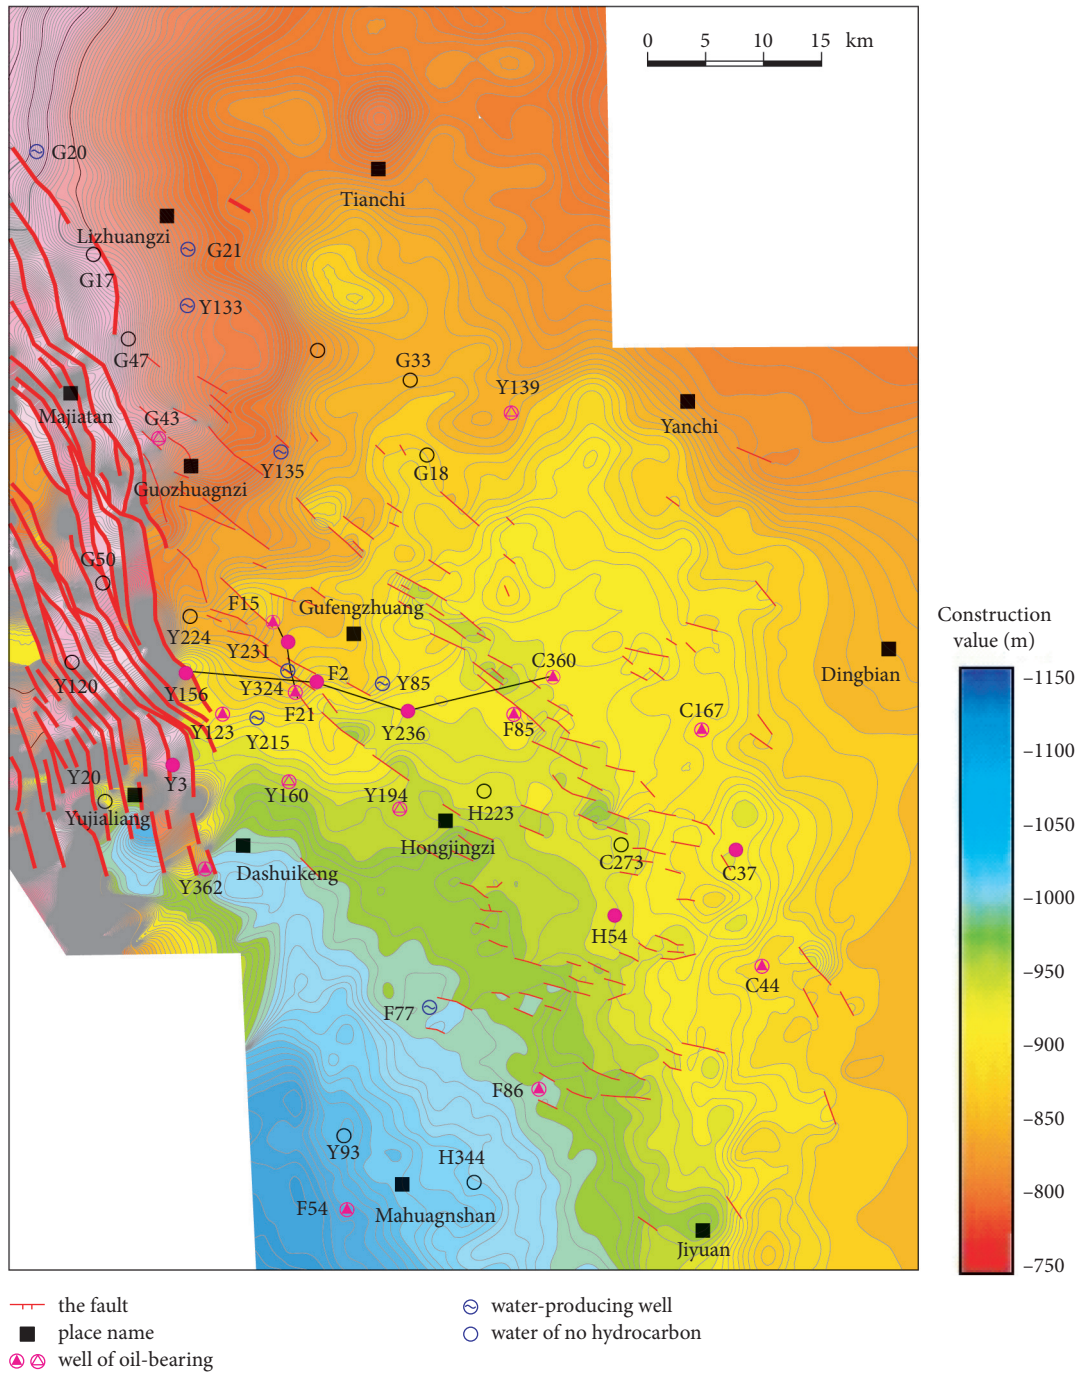 0 5 10 15 km
G20
Tianchi
Lizhuangzi
G21
G17
Y133
G47
G33
Y139
Majiatan
Yanchi
G43
Y135
G18
Guozhuagnzi
G50
F15
Gufengzhuang
Y224
Y231
Construction
value (m)
C360
Dingbian
Y120
Y156
Y324
F2
Y85
–1150
F21
Y123
Y215
Y236
F85
C167
–1100
Y20
Y3
Y160
Y194
H223
Yujialiang
Hongjingzi
–1050
C273
C37
Dashuikeng
Y362
–1000
H54
–950
C44
F77
–900
F86
–850
Y93
H344
–800
F54
Mahuagnshan
Jiyuan
–750
the fault
place name
well of oil-bearing
water-producing well
water of no hydrocarbon